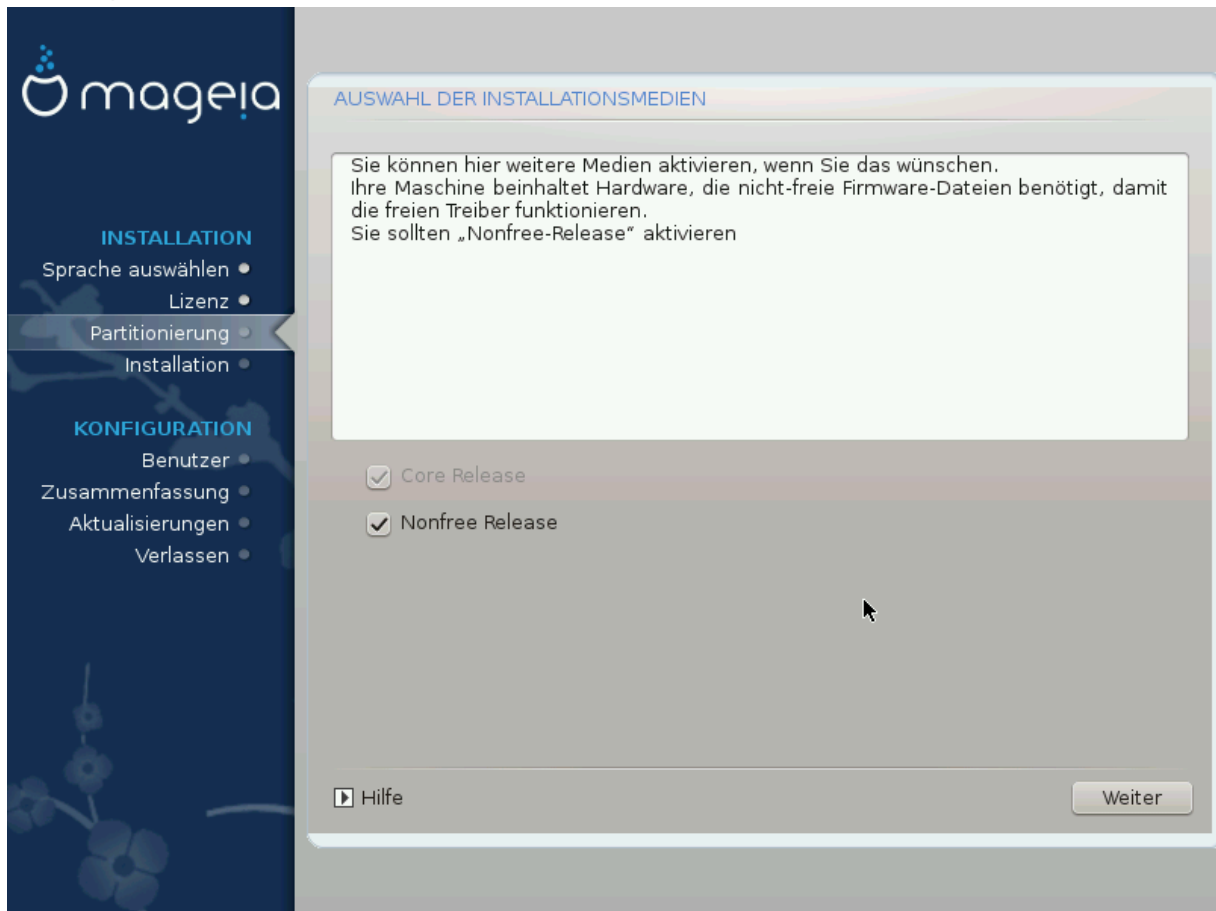 mageia
INSTALLATION
Sprache auswählen
Lizenz
Partitionierung
Installation
KONFIGURATION
Benutzer
Zusammenfassung
Aktualisierungen
Verlassen
AUSWAHL DER INSTALLATIONSMEDIEN
Sie können hier weitere Medien aktivieren, wenn Sie das wünschen.
Ihre Maschine beinhaltet Hardware, die nicht-freie Firmware-Dateien benötigt, damit
die freien Treiber funktionieren.
Sie sollten „Nonfree-Release“ aktivieren
Core Release
Nonfree Release
Hilfe
Weiter